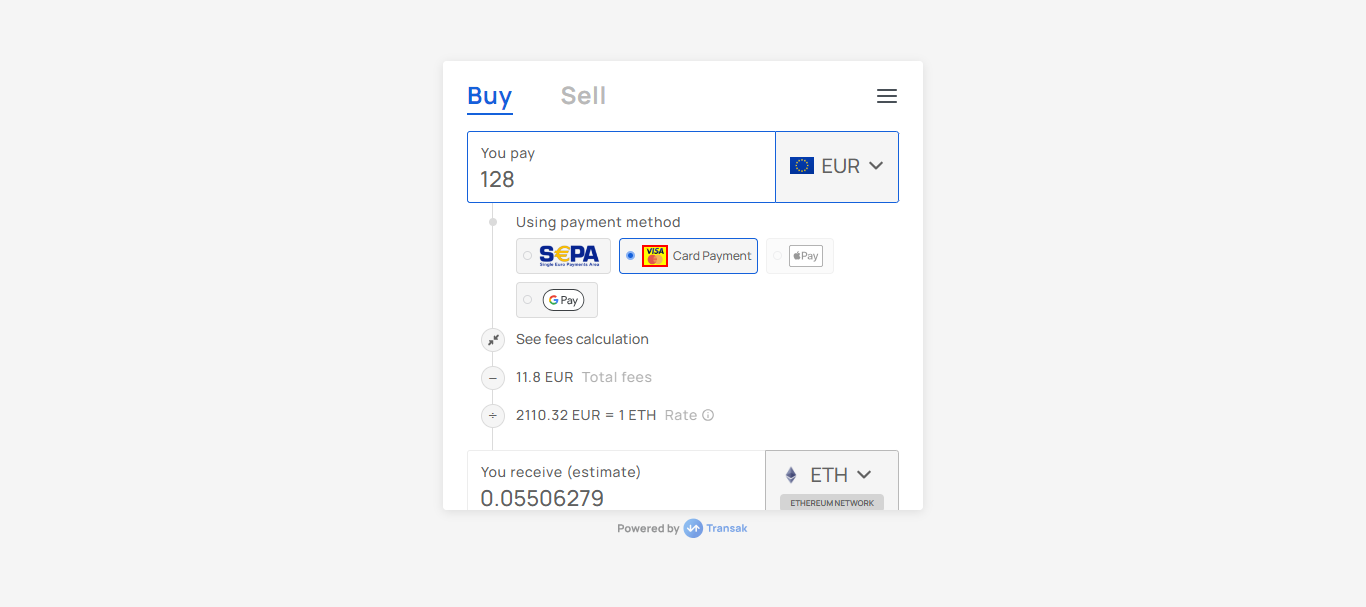 Buy Sell
You pay
128
EUR
Using payment method
S€PA
Single Euro Payments Area
VISA
Card Payment
Pay
G Pay
See fees calculation
– 11.8 EUR Total fees
÷ 2110.32 EUR = 1 ETH Rate
You receive (estimate)
0.05506279
ETH
ETHEREUM NETWORK
Powered by Transak